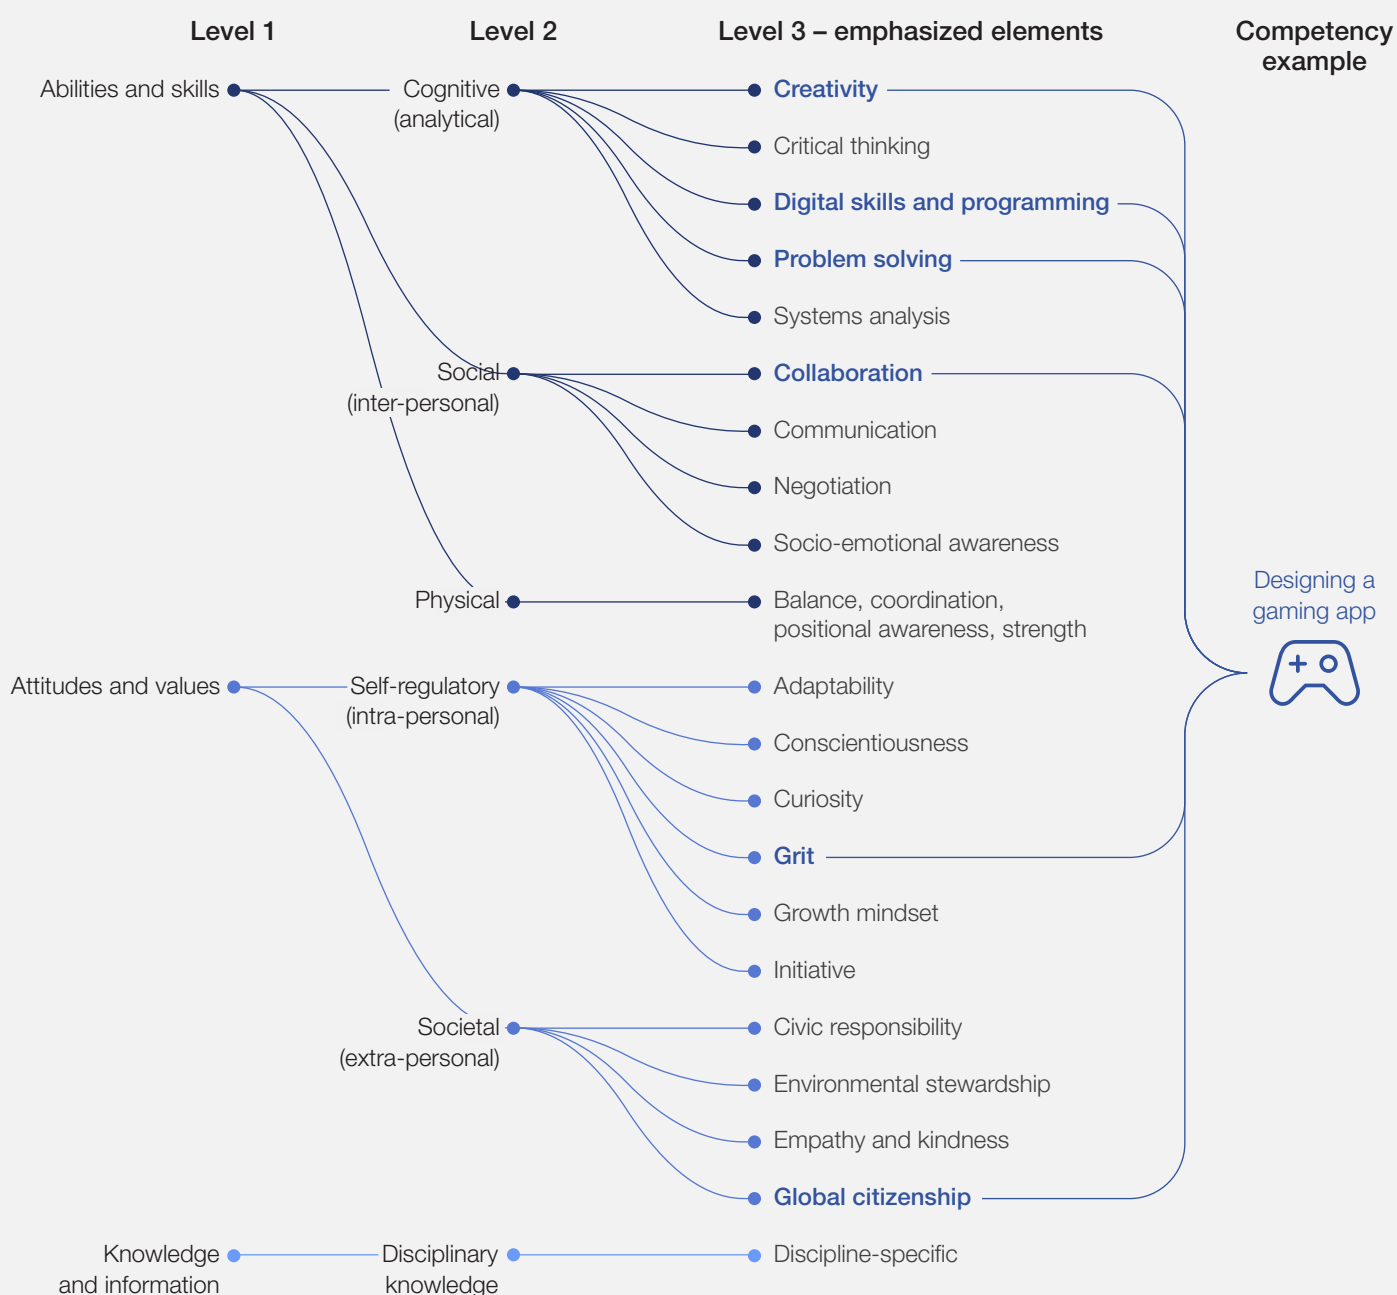 Level 1
Level 2
Level 3 – emphasized elements
Competency
example
Abilities and skills
Cognitive
(analytical)
Creativity
Critical thinking
Digital skills and programming
Problem solving
Systems analysis
Social
(inter-personal)
Collaboration
Communication
Negotiation
Socio-emotional awareness
Physical
Balance, coordination,
positional awareness, strength
Designing a
gaming app
Attitudes and values
Self-regulatory
(intra-personal)
Adaptability
Conscientiousness
Curiosity
Grit
Growth mindset
Initiative
Societal
(extra-personal)
Civic responsibility
Environmental stewardship
Empathy and kindness
Global citizenship
Knowledge
and information
Disciplinary
knowledge
Discipline-specific